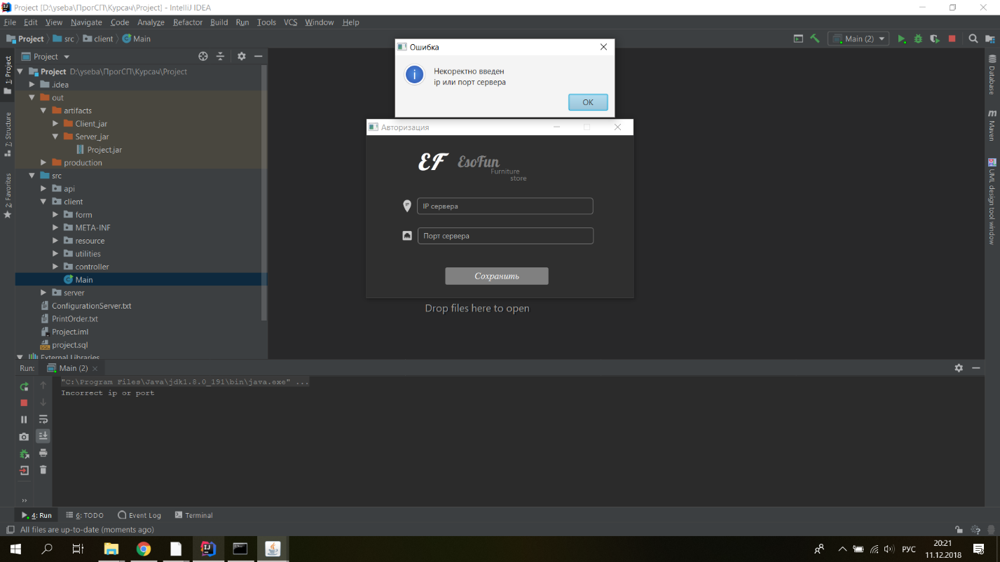 Project [D:\yseba\ПрогСП\Курсач\Project] - IntelliJ IDEA
File Edit View Navigate Code Analyze Refactor Build Run Tools VCS Window Help
Project src client Main
Main (2)
Ошибка
Некоректно введен
ip или порт сервера
OK
Project
Project D:\yseba\ПрогСП\Курсач\Project
.idea
out
artifacts
Client_jar
Server_jar
Project.jar
production
src
api
client
form
META-INF
resource
utilities
controller
Main
server
ConfigurationServer.txt
PrintOrder.txt
Project.iml
project.sql
External Libraries
1: Project
7: Structure
2: Favorites
Авторизация
EF EsoFun
Furniture
store
IP
IP сервера
Порт сервера
Сохранить
Drop files here to open
Database
m Maven
UML design tool window
Run: Main (2)
"C:\Program Files\Java\jdk1.8.0_191\bin\java.exe" ...
Incorrect ip or port
4: Run 6: TODO Event Log Terminal
All files are up-to-date (moments ago)
РУС
20:21
11.12.2018